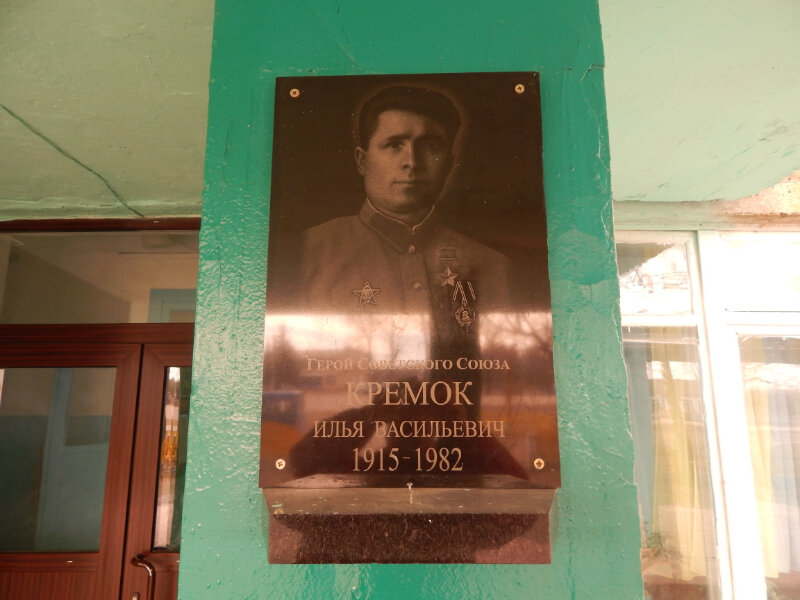 Герой Советского Союза
КРЕМОК
ИЛЬЯ ВАСИЛЬЕВИЧ
1915-1982